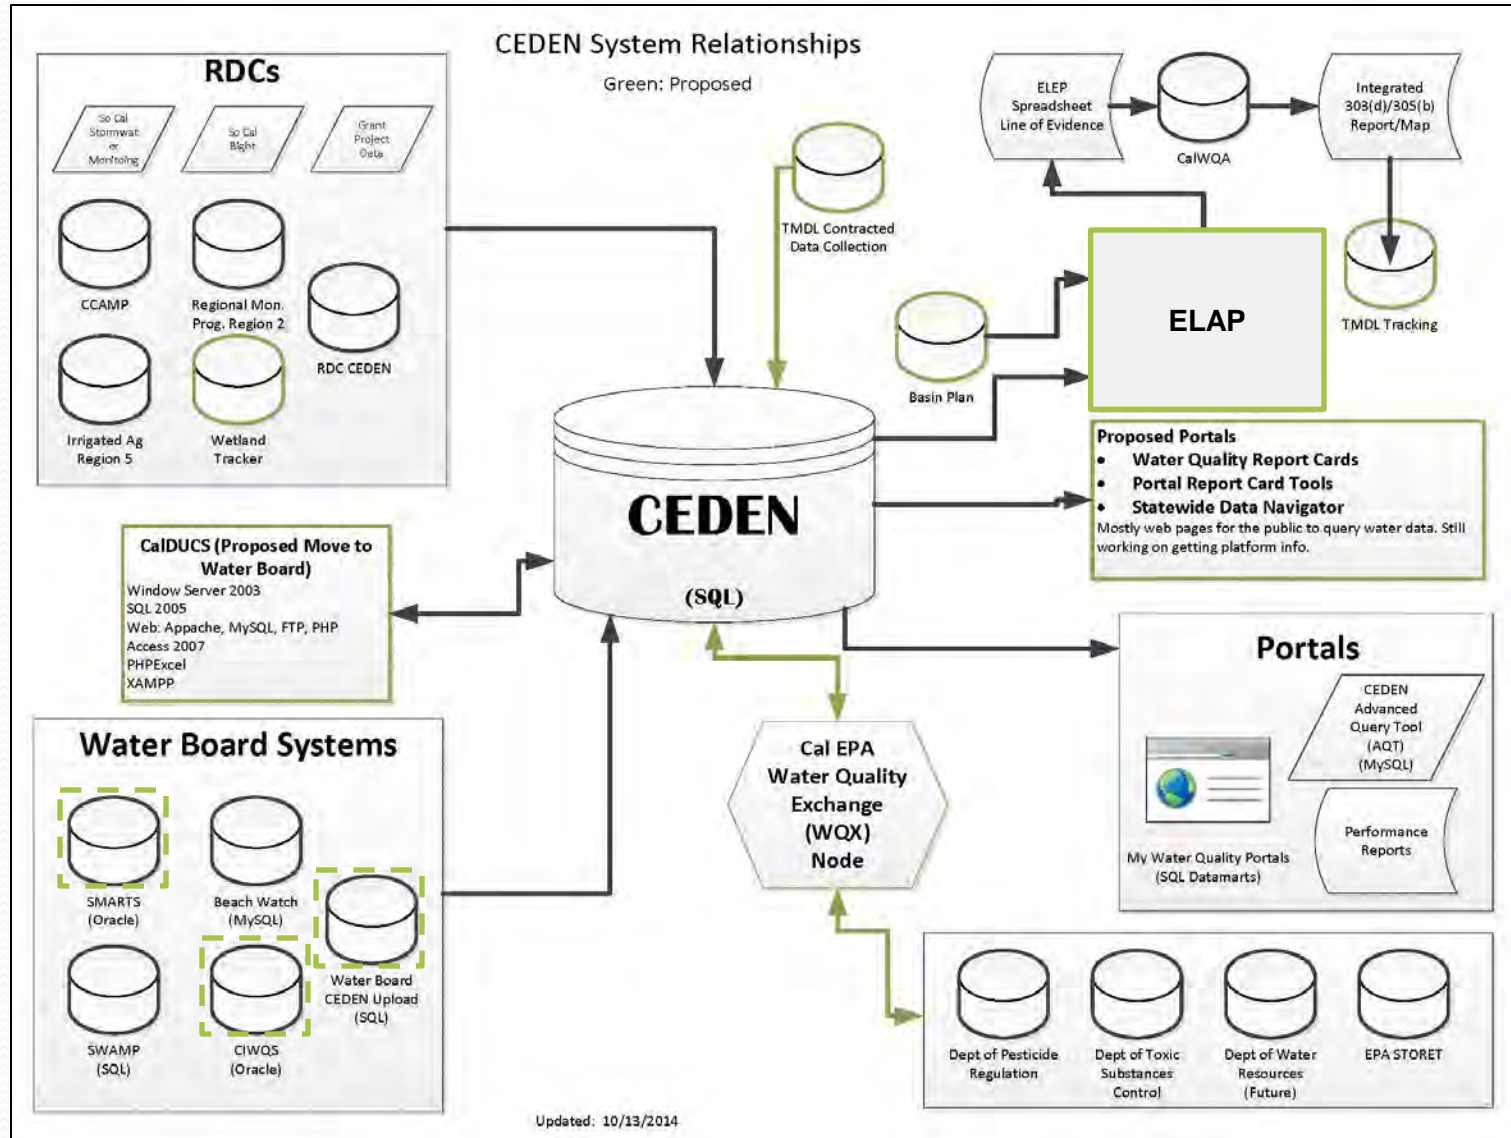 CEDEN System Relationships
Green: Proposed
RDCs
So Cal
Stormwat
er
Monitoing
So Cal
Bight
Grant
Project
Data
CCAMP
Regional Mon.
Prog. Region 2
RDC CEDEN
Irrigated Ag
Region 5
Wetland
Tracker
TMDL Contracted
Data Collection
ELEP
Spreadsheet
Line of Evidence
CalWQA
Integrated
303(d)/305(b)
Report/Map
Basin Plan
ELAP
TMDL Tracking
CEDEN
(SQL)
Proposed Portals
• Water Quality Report Cards
• Portal Report Card Tools
• Statewide Data Navigator
Mostly web pages for the public to query water data. Still
working on getting platform info.
CalDUCS (Proposed Move to
Water Board)
Window Server 2003
SQL 2005
Web: Appache, MySQL, FTP, PHP
Access 2007
PHPExcel
XAMPP
Portals
CEDEN
Advanced
Query Tool
(AQT)
(MySQL)
My Water Quality Portals
(SQL Datamarts)
Performance
Reports
Water Board Systems
SMARTS
(Oracle)
Beach Watch
(MySQL)
Water Board
CEDEN Upload
(SQL)
SWAMP
(SQL)
CIWQS
(Oracle)
Cal EPA
Water Quality
Exchange
(WQX)
Node
Dept of Pesticide
Regulation
Dept of Toxic
Substances
Control
Dept of Water
Resources
(Future)
EPA STORET
Updated: 10/13/2014